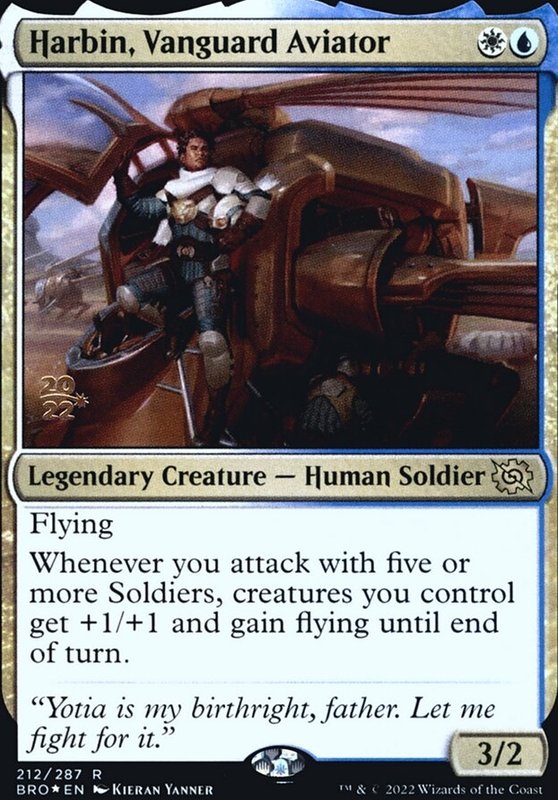 Harbin, Vanguard Aviator
20
22
Legendary Creature — Human Soldier
Flying
Whenever you attack with five or
more Soldiers, creatures you control
get +1/+1 and gain flying until end
of turn.
“Yotia is my birthright, father. Let me
fight for it.”
3/2
212/287 R
BRO★EN Kieran Yanner
™ & © 2022 Wizards of the Coast